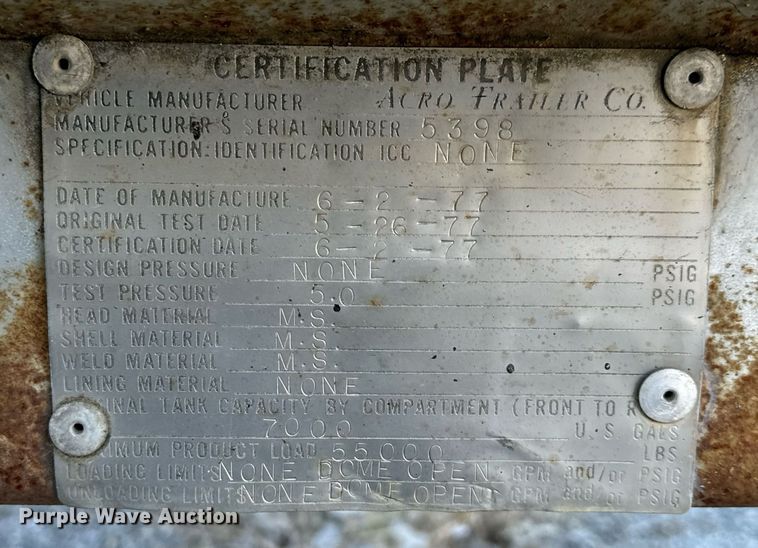 CERTIFICATION PLATE
VEHICLE MANUFACTURER ACRO TRAILER CO.
MANUFACTURER'S SERIAL NUMBER 5398
SPECIFICATION: IDENTIFICATION ICC NONE
DATE OF MANUFACTURE 6-2-77
ORIGINAL TEST DATE 5-26-77
CERTIFICATION DATE 6-2-77
DESIGN PRESSURE NONE PSIG
TEST PRESSURE 5.0 PSIG
HEAD MATERIAL M.S.
SHELL MATERIAL M.S.
WELD MATERIAL M.S.
LINING MATERIAL NONE
NOMINAL TANK CAPACITY BY COMPARTMENT (FRONT TO R
7000 U.S. GALS.
MAXIMUM PRODUCT LOAD 55000 LBS.
LOADING LIMITS NONE DOME OPEN GPM and/or PSIG
UNLOADING LIMITS NONE DOME OPEN GPM and/or PSIG
Purple Wave Auction